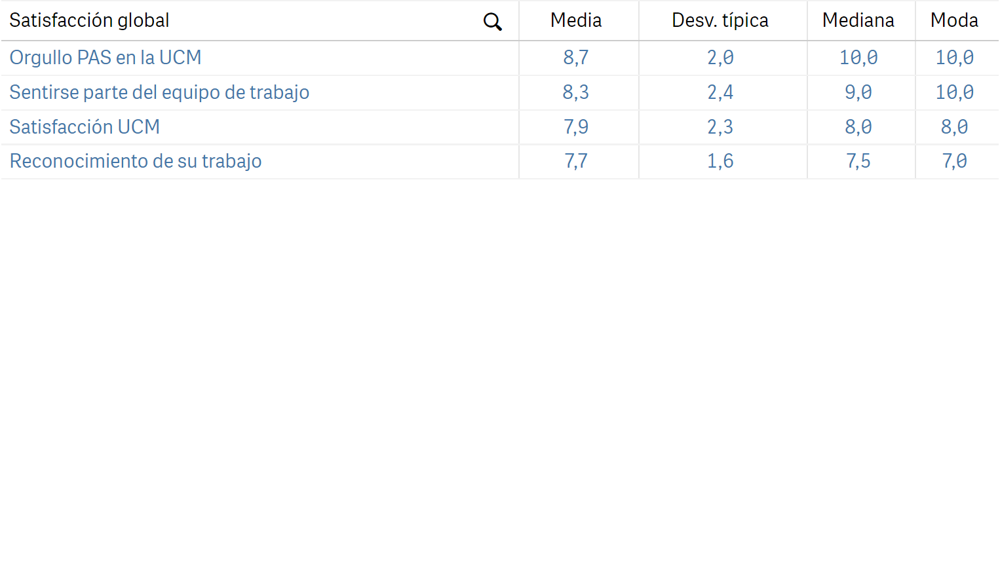 Satisfacción global Media Desv. típica Mediana Moda
Orgullo PAS en la UCM 8,7 2,0 10,0 10,0
Sentirse parte del equipo de trabajo 8,3 2,4 9,0 10,0
Satisfacción UCM 7,9 2,3 8,0 8,0
Reconocimiento de su trabajo 7,7 1,6 7,5 7,0